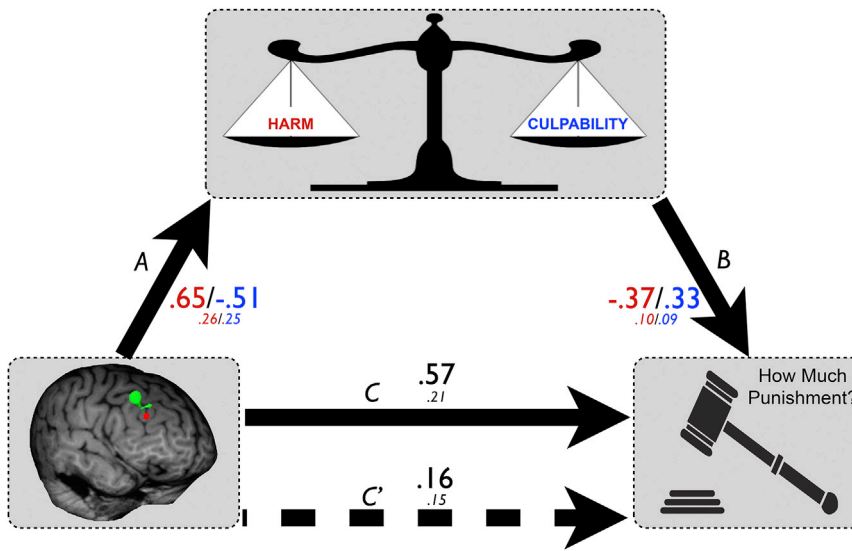 HARM
CULPABILITY
A
B
.65/-.51
.26/.25
-.37/.33
.10/.09
C
.57
.21
How Much
Punishment?
C’
.16
.15